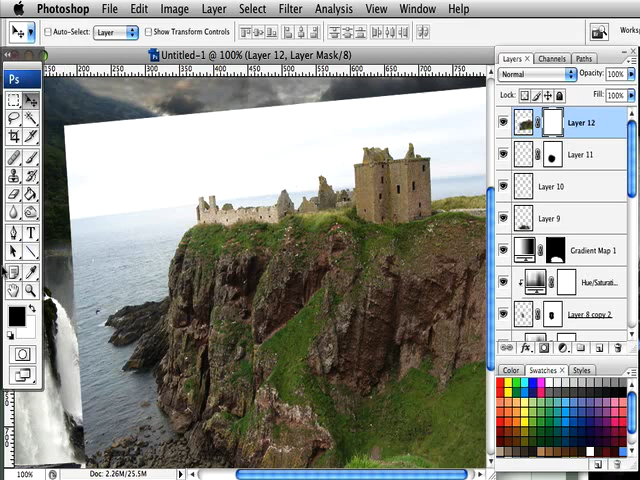 Photoshop File Edit Image Layer Select Filter Analysis View Window Help
Auto-Select: Layer Show Transform Controls Worksp
Untitled-1 @ 100% (Layer 12, Layer Mask/8)
150 200 250 300 350 400 450 500 550 600 650 700 750
Ps
Layers Channels Paths
Normal Opacity: 100%
Lock: Fill: 100%
Layer 12
Layer 11
Layer 10
Layer 9
Gradient Map 1
Hue/Saturati...
Layer 8 copy 2
Color Swatches Styles
100% Doc: 2.26M/25.5M